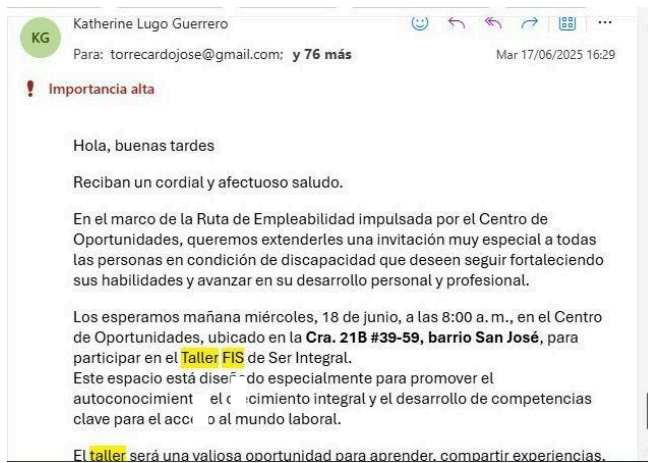 Katherine Lugo Guerrero
KG
Para: torrecardojose@gmail.com; y 76 más
Mar 17/06/2025 16:29
Importancia alta
Hola, buenas tardes
Reciban un cordial y afectuoso saludo.
En el marco de la Ruta de Empleabilidad impulsada por el Centro de
Oportunidades, queremos extenderles una invitación muy especial a todas
las personas en condición de discapacidad que deseen seguir fortaleciendo
sus habilidades y avanzar en su desarrollo personal y profesional.
Los esperamos mañana miércoles, 18 de junio, a las 8:00 a. m., en el Centro
de Oportunidades, ubicado en la Cra. 21B #39-59, barrio San José, para
participar en el Taller FIS de Ser Integral.
Este espacio está especialmente para promover el
el integral y el desarrollo de competencias
clave para el al mundo laboral.
El taller será una valiosa oportunidad para aprender, compartir experiencias,